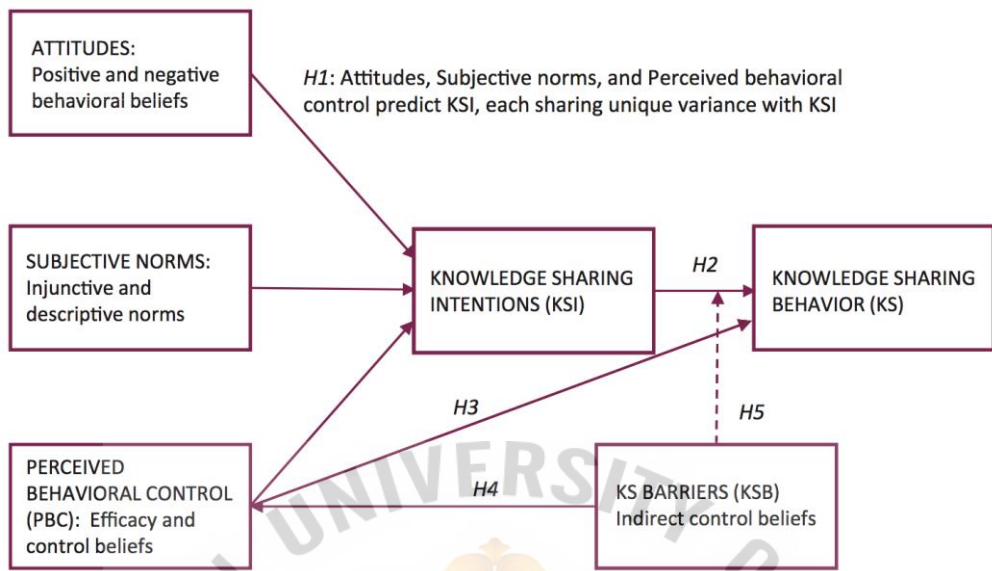 ATTITUDES:
Positive and negative
behavioral beliefs
H1: Attitudes, Subjective norms, and Perceived behavioral
control predict KSI, each sharing unique variance with KSI
SUBJECTIVE NORMS:
Injunctive and
descriptive norms
KNOWLEDGE SHARING
INTENTIONS (KSI)
H2
KNOWLEDGE SHARING
BEHAVIOR (KS)
H3
H5
PERCEIVED
BEHAVIORAL CONTROL
(PBC): Efficacy and
control beliefs
H4
KS BARRIERS (KSB)
Indirect control beliefs
UNIVERSITY